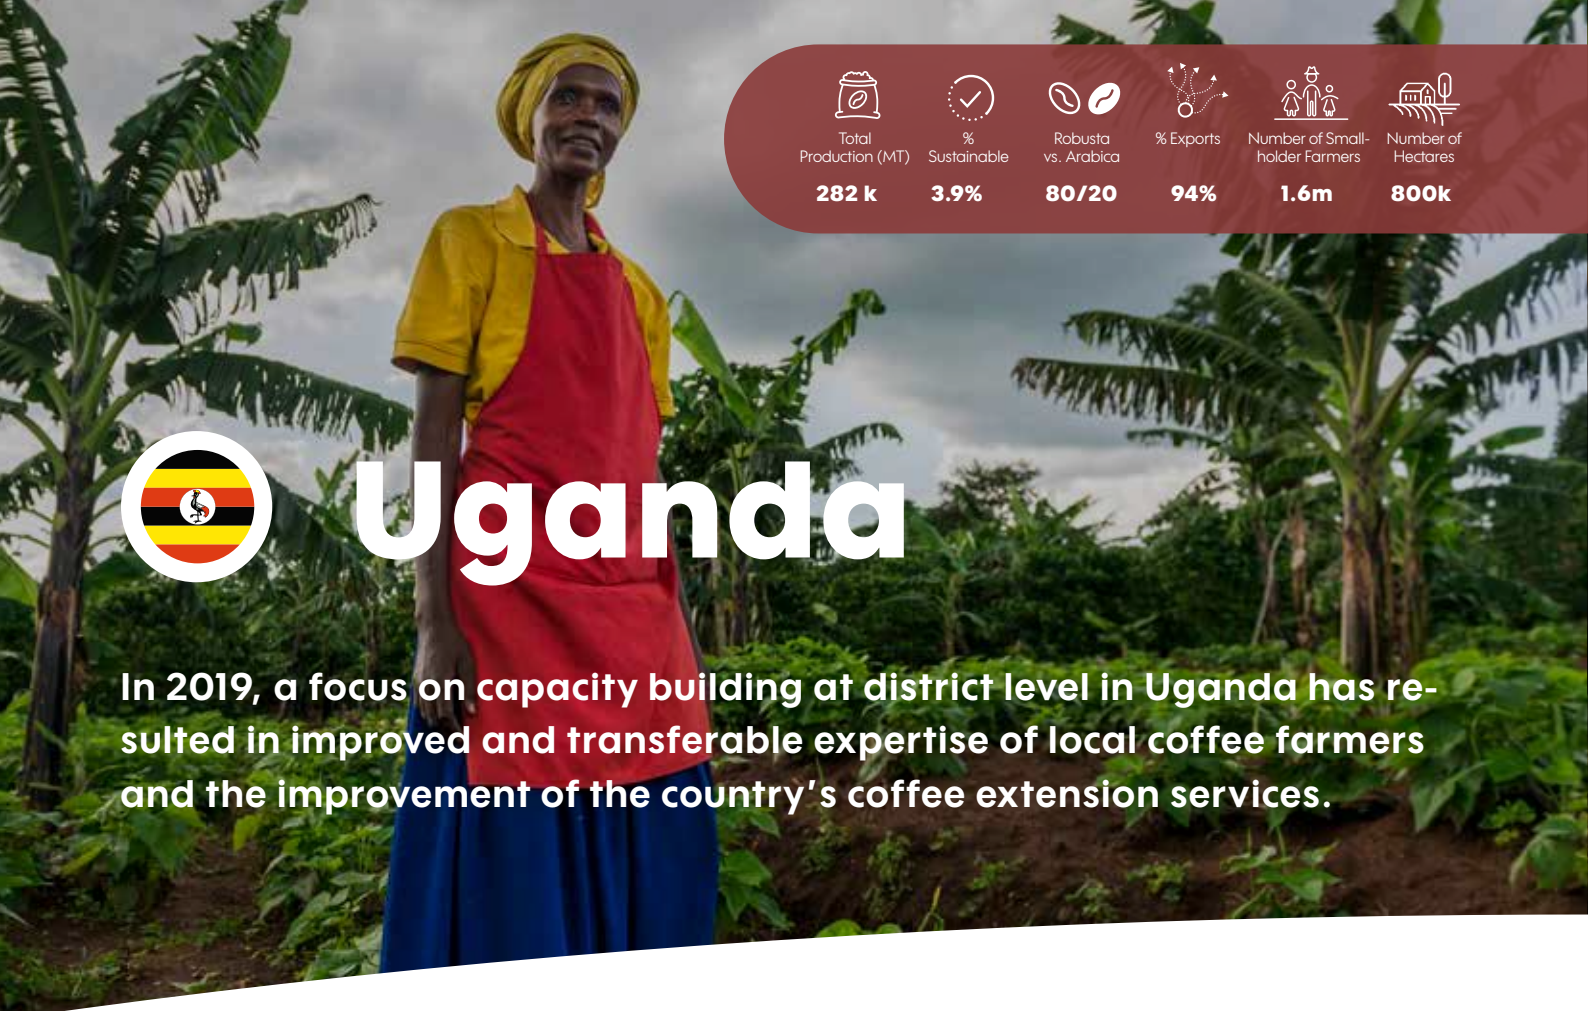 Total
Production (MT)
282 k
%
Sustainable
3.9%
Robusta
vs. Arabica
80/20
% Exports
94%
Number of Small-
holder Farmers
1.6m
Number of
Hectares
800k
Uganda
In 2019, a focus on capacity building at district level in Uganda has re-
sulted in improved and transferable expertise of local coffee farmers
and the improvement of the country’s coffee extension services.